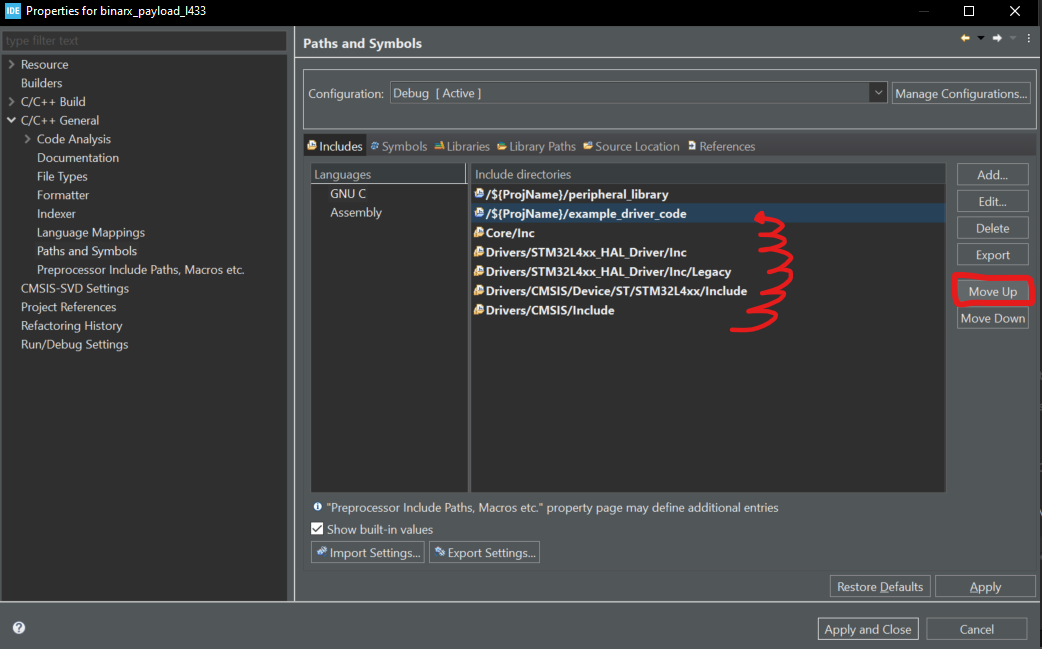 IDE Properties for binarx_payload_l433
type filter text
Resource
Builders
C/C++ Build
C/C++ General
Code Analysis
Documentation
File Types
Formatter
Indexer
Language Mappings
Paths and Symbols
Preprocessor Include Paths, Macros etc.
CMSIS-SVD Settings
Project References
Refactoring History
Run/Debug Settings
Paths and Symbols
Configuration: Debug [ Active ] Manage Configurations...
Includes Symbols Libraries Library Paths Source Location References
Languages
GNU C
Assembly
Include directories
/${ProjName}/peripheral_library
/${ProjName}/example_driver_code
Core/Inc
Drivers/STM32L4xx_HAL_Driver/Inc
Drivers/STM32L4xx_HAL_Driver/Inc/Legacy
Drivers/CMSIS/Device/ST/STM32L4xx/Include
Drivers/CMSIS/Include
Add...
Edit...
Delete
Export
Move Up
Move Down
"Preprocessor Include Paths, Macros etc." property page may define additional entries
Show built-in values
Import Settings... Export Settings...
Restore Defaults Apply
Apply and Close Cancel